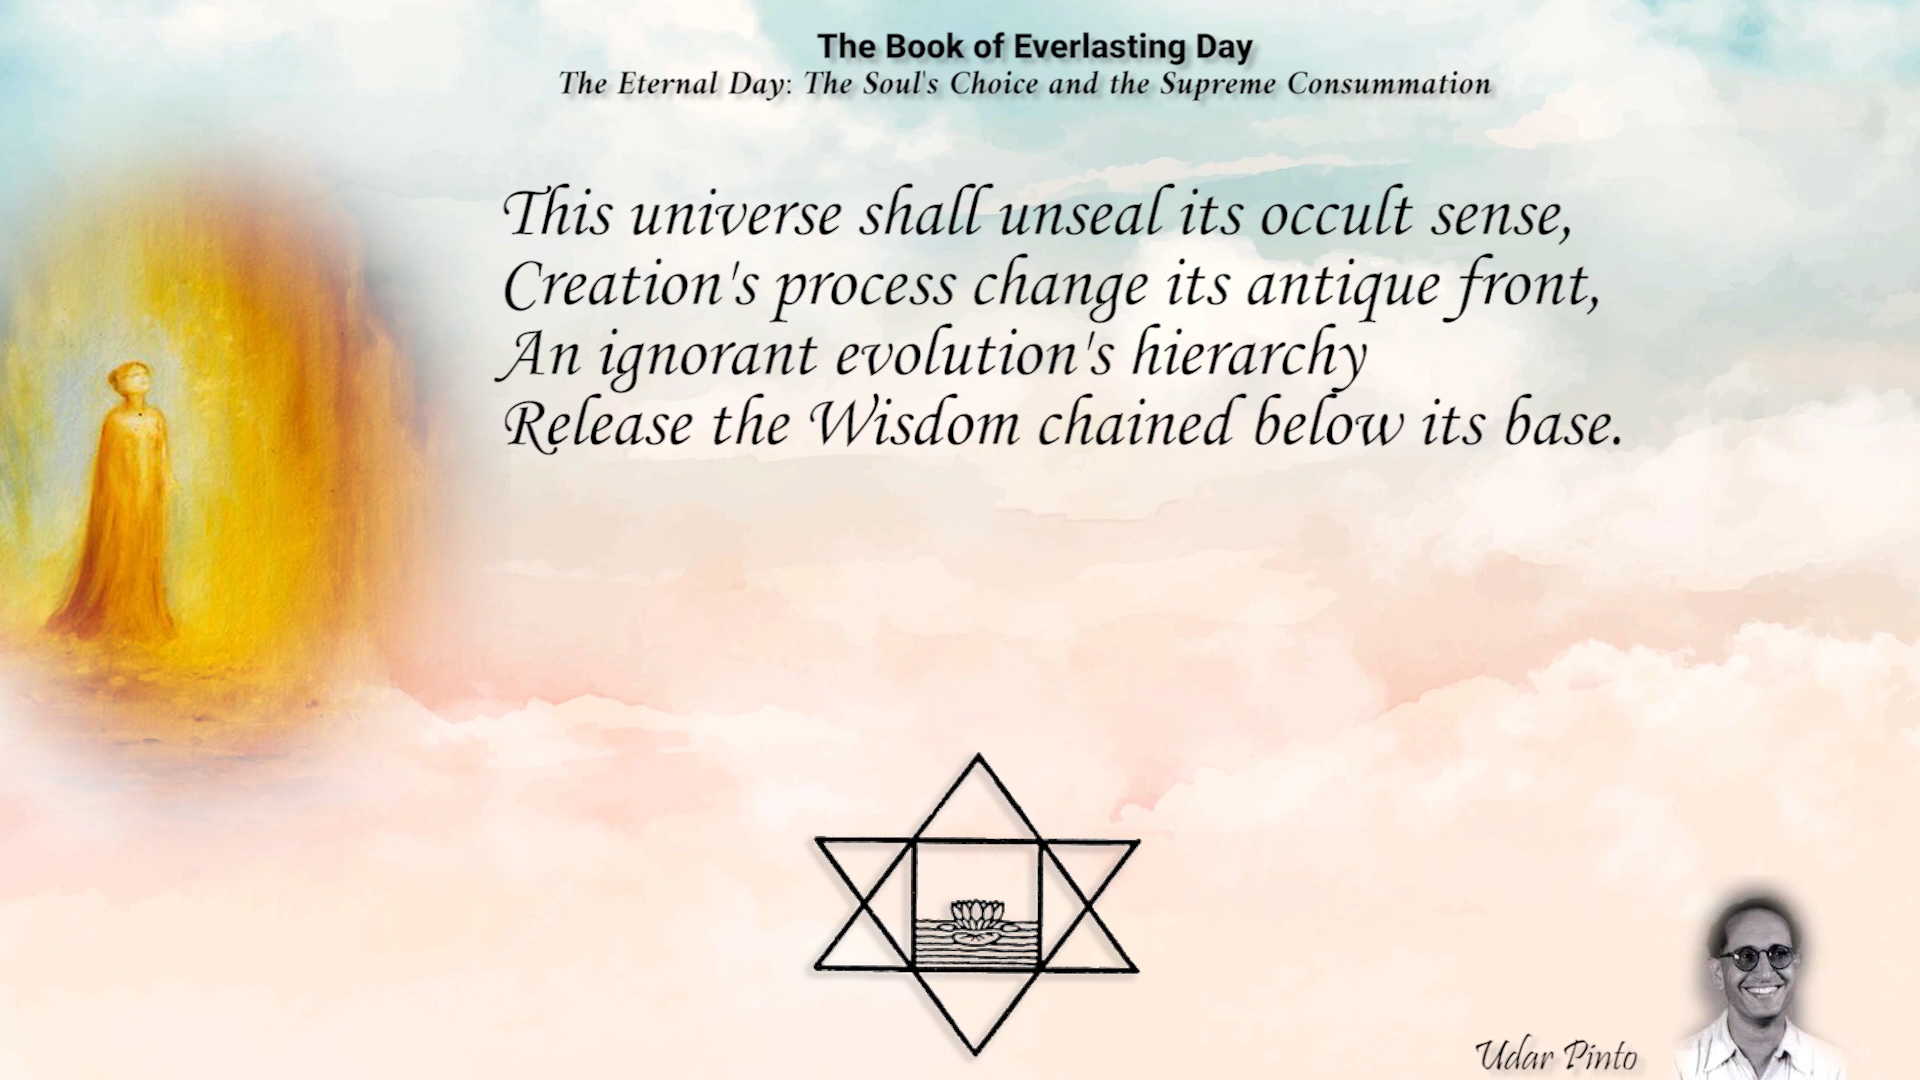 The Book of Everlasting Day
The Eternal Day: The Soul's Choice and the Supreme Consummation
This universe shall unseal its occult sense,
Creation's process change its antique front,
An ignorant evolution's hierarchy
Release the Wisdom chained below its base.
Udar Pinto